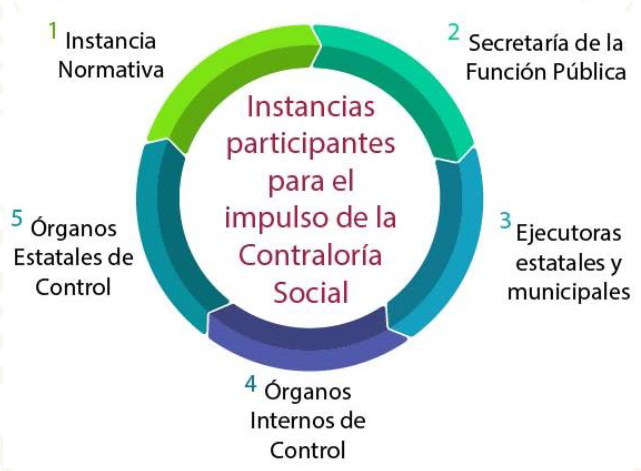 1 Instancia
Normativa
2 Secretaría de la
Función Pública
Instancias
participantes
para el
impulso de la
Contraloría
Social
3 Ejecutoras
estatales y
municipales
4 Órganos
Internos de
Control
5 Órganos
Estatales de
Control